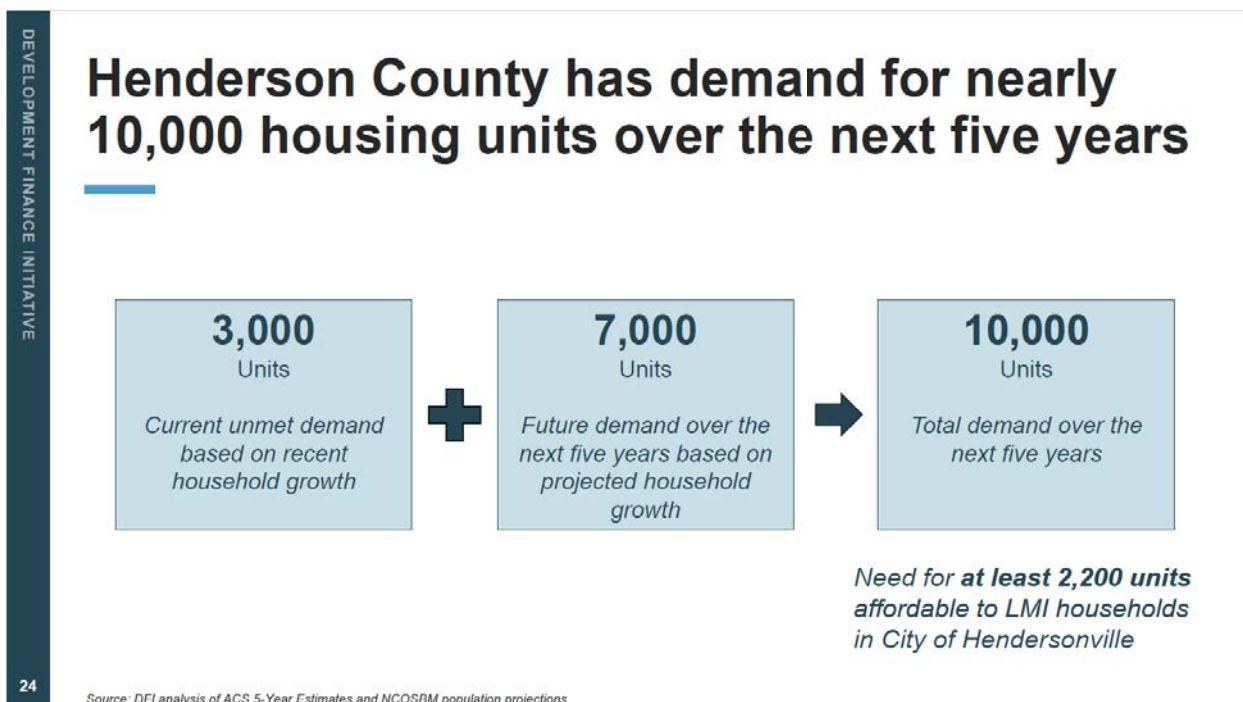 DEVELOPMENT FINANCE INITIATIVE
Henderson County has demand for nearly
10,000 housing units over the next five years
3,000
Units
Current unmet demand
based on recent
household growth
7,000
Units
Future demand over the
next five years based on
projected household
growth
10,000
Units
Total demand over the
next five years
Need for at least 2,200 units
affordable to LMI households
in City of Hendersonville
24
Source: DFI analysis of ACS 5-Year Estimates and NCOSBM population projections